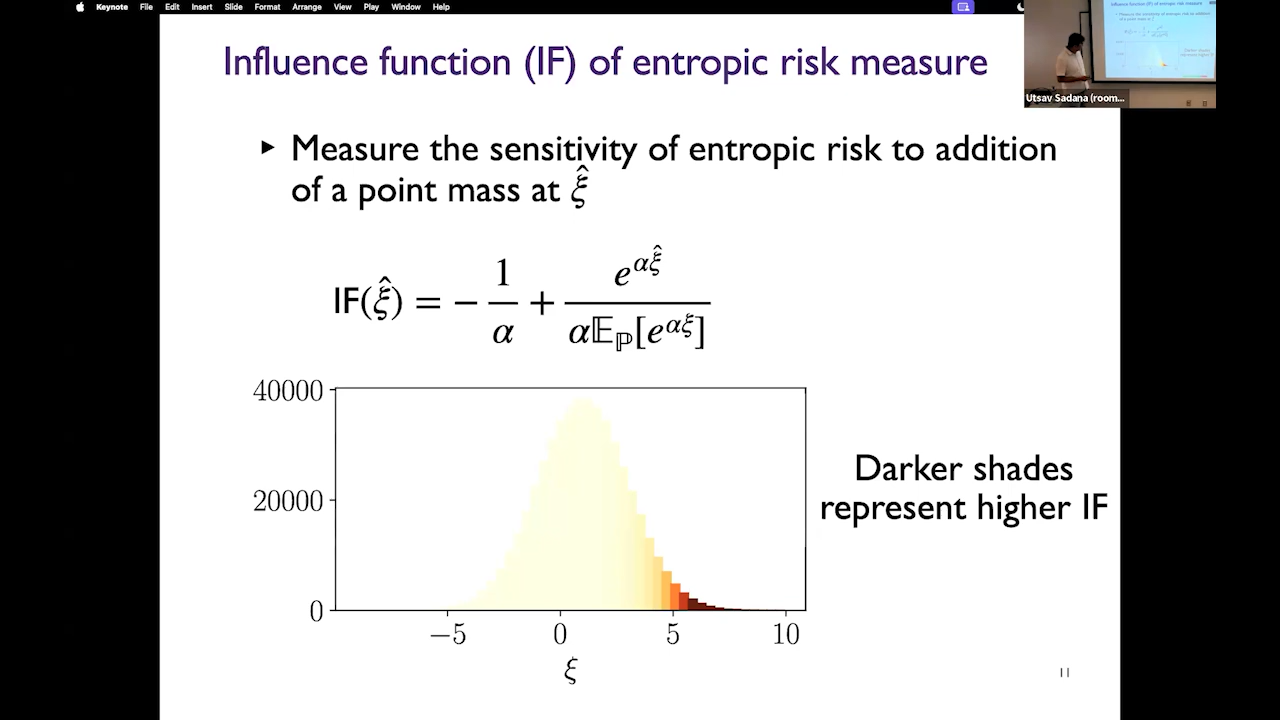 Keynote File Edit Insert Slide Format Arrange View Play Window Help
Influence function (IF) of entropic risk measure
Utsav Sadana (room...
▸ Measure the sensitivity of entropic risk to addition
of a point mass at ξ̂
IF(ξ̂) = − 1/α + e^{αξ̂} / α𝔼_ℙ[e^{αξ}]
40000
20000
0
−5 0 5 10
ξ
Darker shades
represent higher IF
11